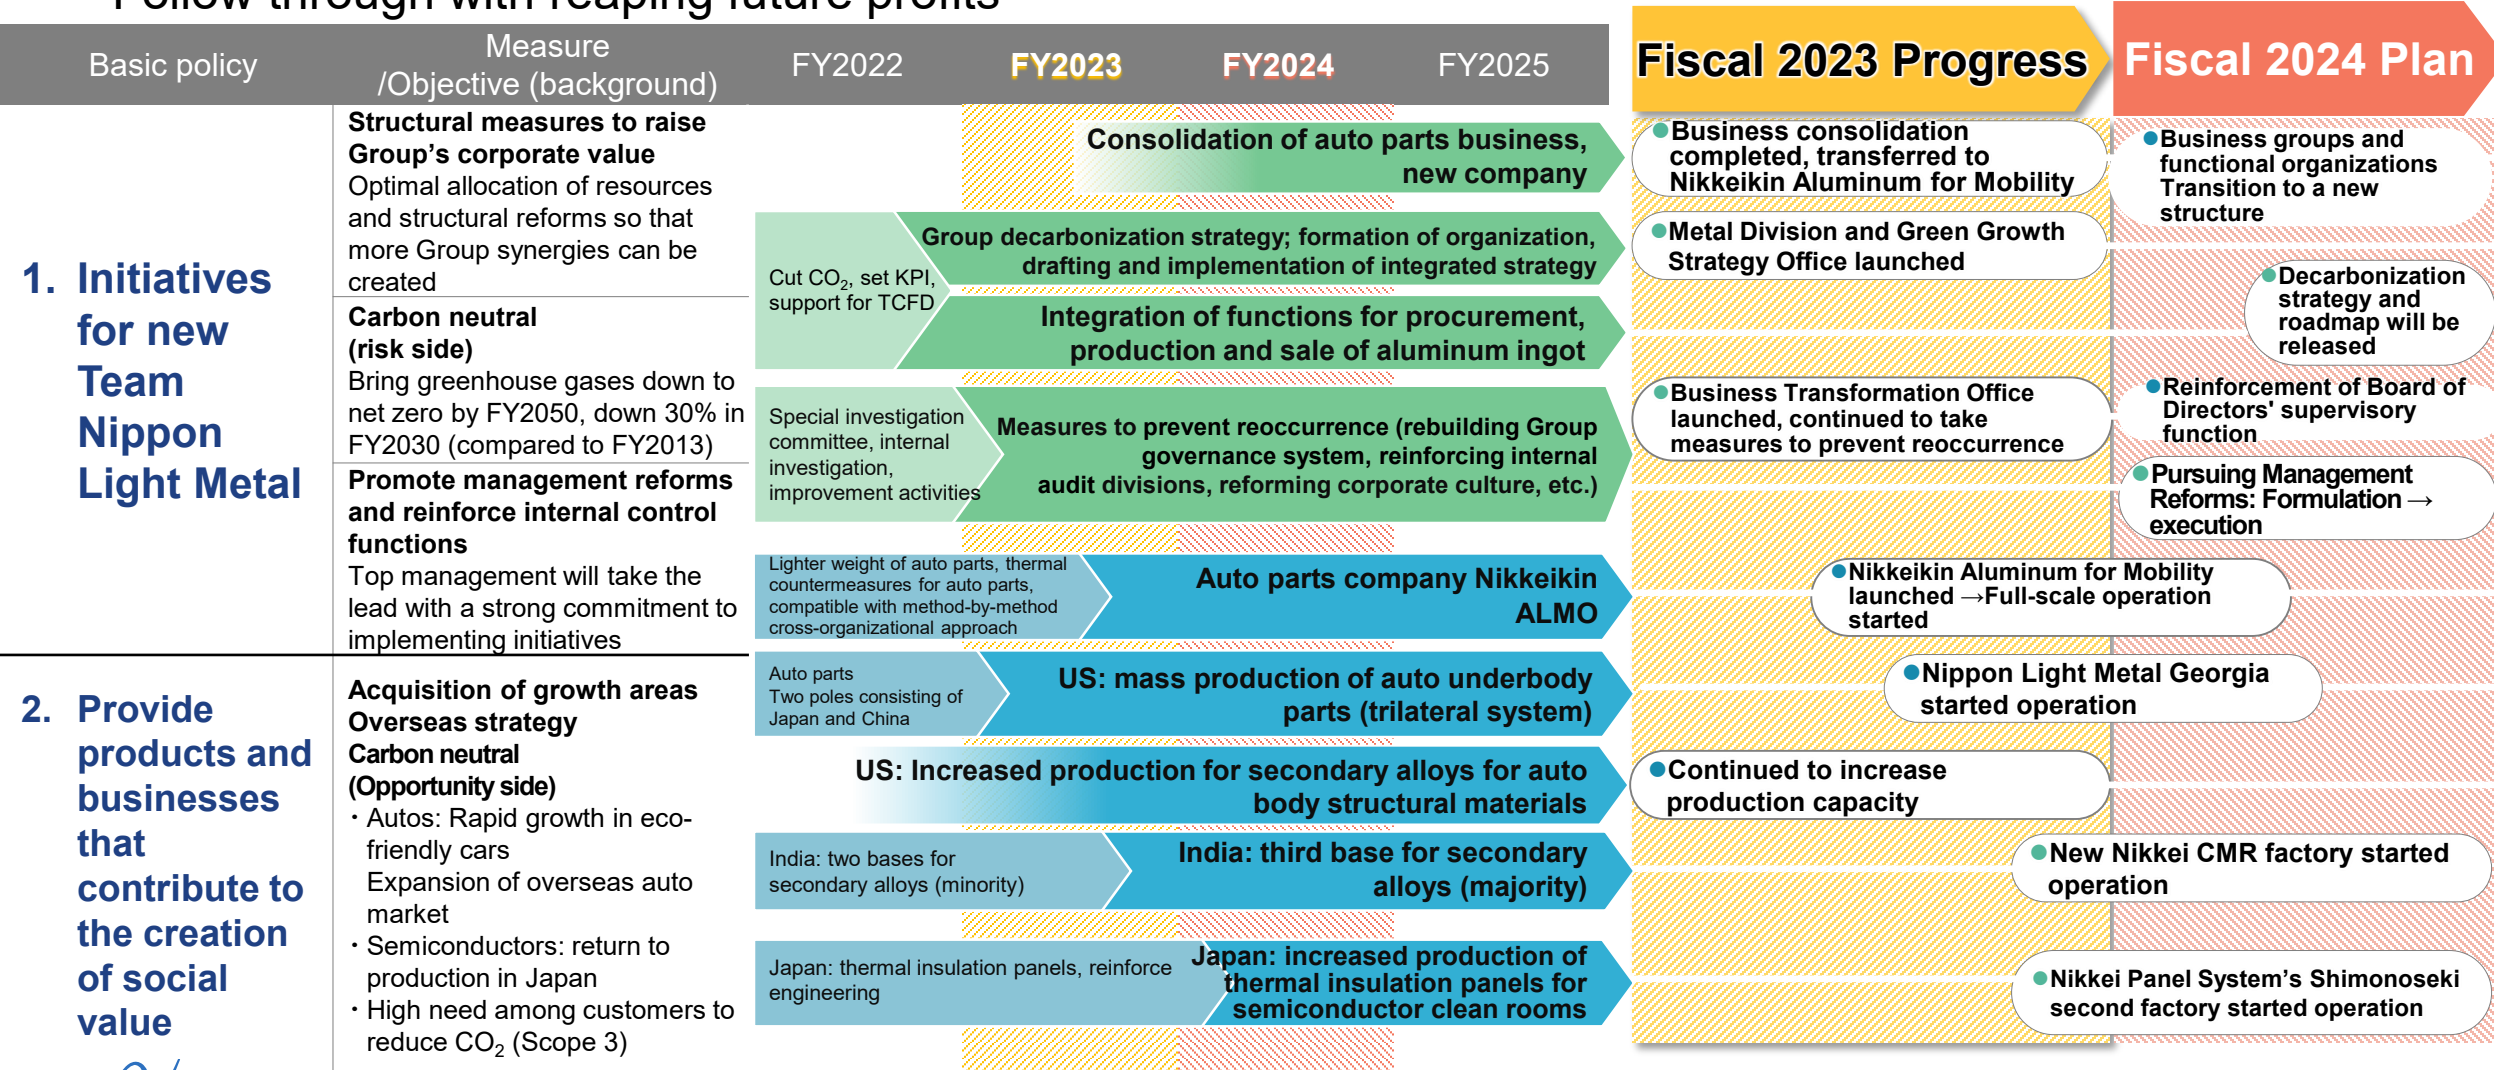 Follow through with reaping future profits
Basic policy
Measure
/Objective (background)
FY2022
FY2023
FY2024
FY2025
Fiscal 2023 Progress
Fiscal 2024 Plan
1. Initiatives
for new
Team
Nippon
Light Metal
Structural measures to raise
Group’s corporate value
Optimal allocation of resources
and structural reforms so that
more Group synergies can be
created
Carbon neutral
(risk side)
Bring greenhouse gases down to
net zero by FY2050, down 30% in
FY2030 (compared to FY2013)
Promote management reforms
and reinforce internal control
functions
Top management will take the
lead with a strong commitment to
implementing initiatives
Consolidation of auto parts business,
new company
Cut CO₂, set KPI,
support for TCFD
Group decarbonization strategy; formation of organization,
drafting and implementation of integrated strategy
Integration of functions for procurement,
production and sale of aluminum ingot
Special investigation
committee, internal
investigation,
improvement activities
Measures to prevent reoccurrence (rebuilding Group
governance system, reinforcing internal
audit divisions, reforming corporate culture, etc.)
●Business consolidation
completed, transferred to
Nikkeikin Aluminum for Mobility
●Business groups and
functional organizations
Transition to a new
structure
●Metal Division and Green Growth
Strategy Office launched
●Decarbonization
strategy and
roadmap will be
released
●Business Transformation Office
launched, continued to take
measures to prevent reoccurrence
●Reinforcement of Board of
Directors' supervisory
function
●Pursuing Management
Reforms: Formulation →
execution
2. Provide
products and
businesses
that
contribute to
the creation
of social
value
Acquisition of growth areas
Overseas strategy
Carbon neutral
(Opportunity side)
・Autos: Rapid growth in eco-
friendly cars
Expansion of overseas auto
market
・Semiconductors: return to
production in Japan
・High need among customers to
reduce CO₂ (Scope 3)
Lighter weight of auto parts, thermal
countermeasures for auto parts,
compatible with method-by-method
cross-organizational approach
Auto parts company Nikkeikin
ALMO
●Nikkeikin Aluminum for Mobility
launched →Full-scale operation
started
Auto parts
Two poles consisting of
Japan and China
US: mass production of auto underbody
parts (trilateral system)
●Nippon Light Metal Georgia
started operation
US: Increased production for secondary alloys for auto
body structural materials
●Continued to increase
production capacity
India: two bases for
secondary alloys (minority)
India: third base for secondary
alloys (majority)
●New Nikkei CMR factory started
operation
Japan: thermal insulation panels, reinforce
engineering
Japan: increased production of
thermal insulation panels for
semiconductor clean rooms
●Nikkei Panel System’s Shimonoseki
second factory started operation